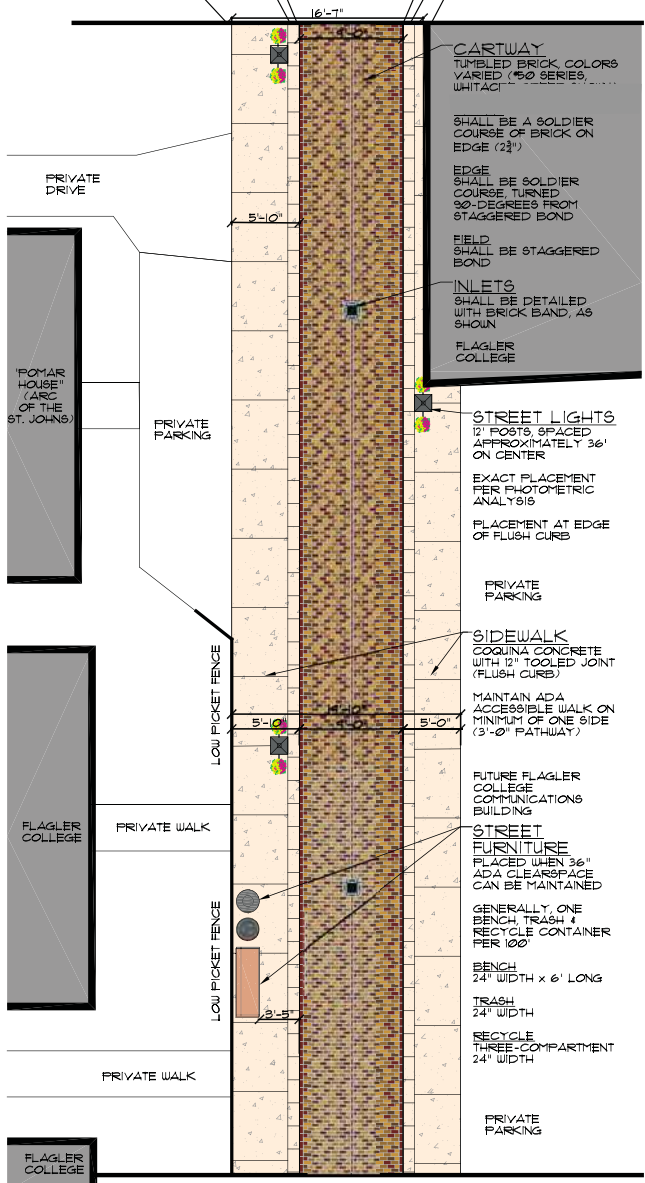 16'-7"
9'-0"
CARTWAY
TUMBLED BRICK, COLORS
VARIED ("50 SERIES,
SHALL BE A SOLDIER
COURSE OF BRICK ON
EDGE (2¾")
EDGE
SHALL BE SOLDIER
COURSE, TURNED
90-DEGREES FROM
STAGGERED BOND
FIELD
SHALL BE STAGGERED
BOND
INLETS
SHALL BE DETAILED
WITH BRICK BAND, AS
SHOWN
FLAGLER
COLLEGE
PRIVATE
DRIVE
5'-10"
"POMAR
HOUSE"
(ARC
OF THE
ST. JOHNS)
PRIVATE
PARKING
STREET LIGHTS
12' POSTS, SPACED
APPROXIMATELY 36'
ON CENTER
EXACT PLACEMENT
PER PHOTOMETRIC
ANALYSIS
PLACEMENT AT EDGE
OF FLUSH CURB
PRIVATE
PARKING
SIDEWALK
COQUINA CONCRETE
WITH 12" TOOLED JOINT
(FLUSH CURB)
MAINTAIN ADA
ACCESSIBLE WALK ON
MINIMUM OF ONE SIDE
(3'-0" PATHWAY)
LOW PICKET FENCE
19'-10"
5'-10"
9'-0"
5'-0"
FUTURE FLAGLER
COLLEGE
COMMUNICATIONS
BUILDING
FLAGLER
COLLEGE
PRIVATE WALK
STREET
FURNITURE
PLACED WHEN 36"
ADA CLEARSPACE
CAN BE MAINTAINED
GENERALLY, ONE
BENCH, TRASH &
RECYCLE CONTAINER
PER 100'
BENCH
24" WIDTH x 6' LONG
TRASH
24" WIDTH
RECYCLE
THREE-COMPARTMENT
24" WIDTH
LOW PICKET FENCE
3'-5"
PRIVATE WALK
PRIVATE
PARKING
FLAGLER
COLLEGE